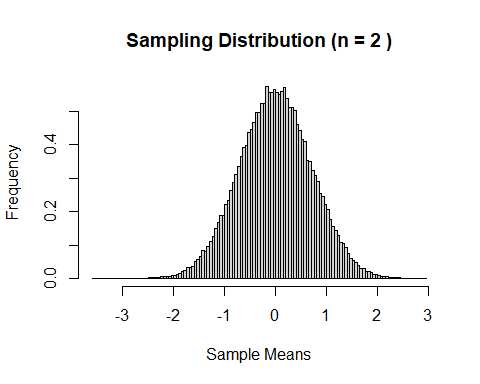 Sampling Distribution (n = 2 )
Frequency
0.4
0.2
0.0
-3 -2 -1 0 1 2 3
Sample Means